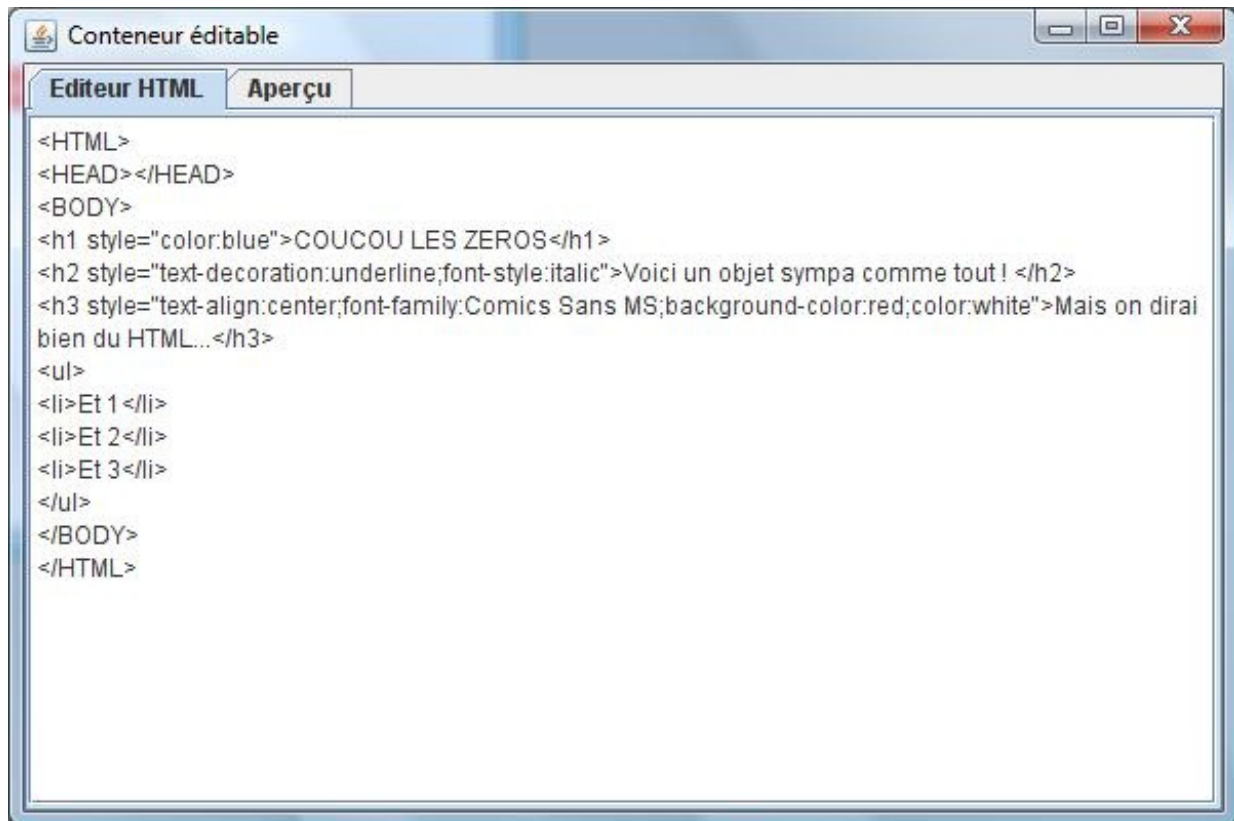 Conteneur éditable
Editeur HTML Aperçu
<HTML>
<HEAD></HEAD>
<BODY>
<h1 style="color:blue">COUCOU LES ZEROS</h1>
<h2 style="text-decoration:underline;font-style:italic">Voici un objet sympa comme tout ! </h2>
<h3 style="text-align:center;font-family:Comics Sans MS;background-color:red;color:white">Mais on dirai
bien du HTML...</h3>
<ul>
<li>Et 1</li>
<li>Et 2</li>
<li>Et 3</li>
</ul>
</BODY>
</HTML>